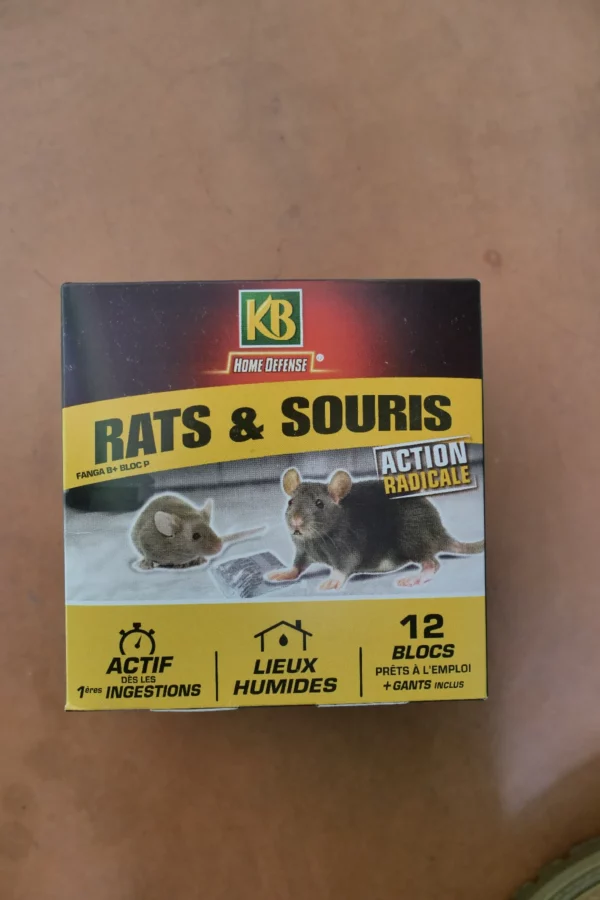 KB
HOME DEFENSE®
RATS & SOURIS
FANGA B+ BLOC P
ACTION
RADICALE
ACTIF
DÈS LES
1ères INGESTIONS
LIEUX
HUMIDES
12
BLOCS
PRÊTS À L'EMPLOI
+ GANTS INCLUS